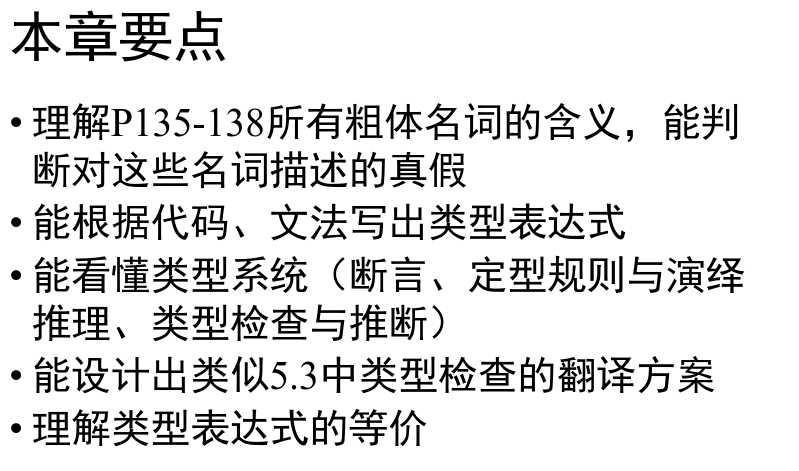 本章要点
• 理解P135-138所有粗体名词的含义，能判
断对这些名词描述的真假
• 能根据代码、文法写出类型表达式
• 能看懂类型系统（断言、定型规则与演绎
推理、类型检查与推断）
• 能设计出类似5.3中类型检查的翻译方案
• 理解类型表达式的等价